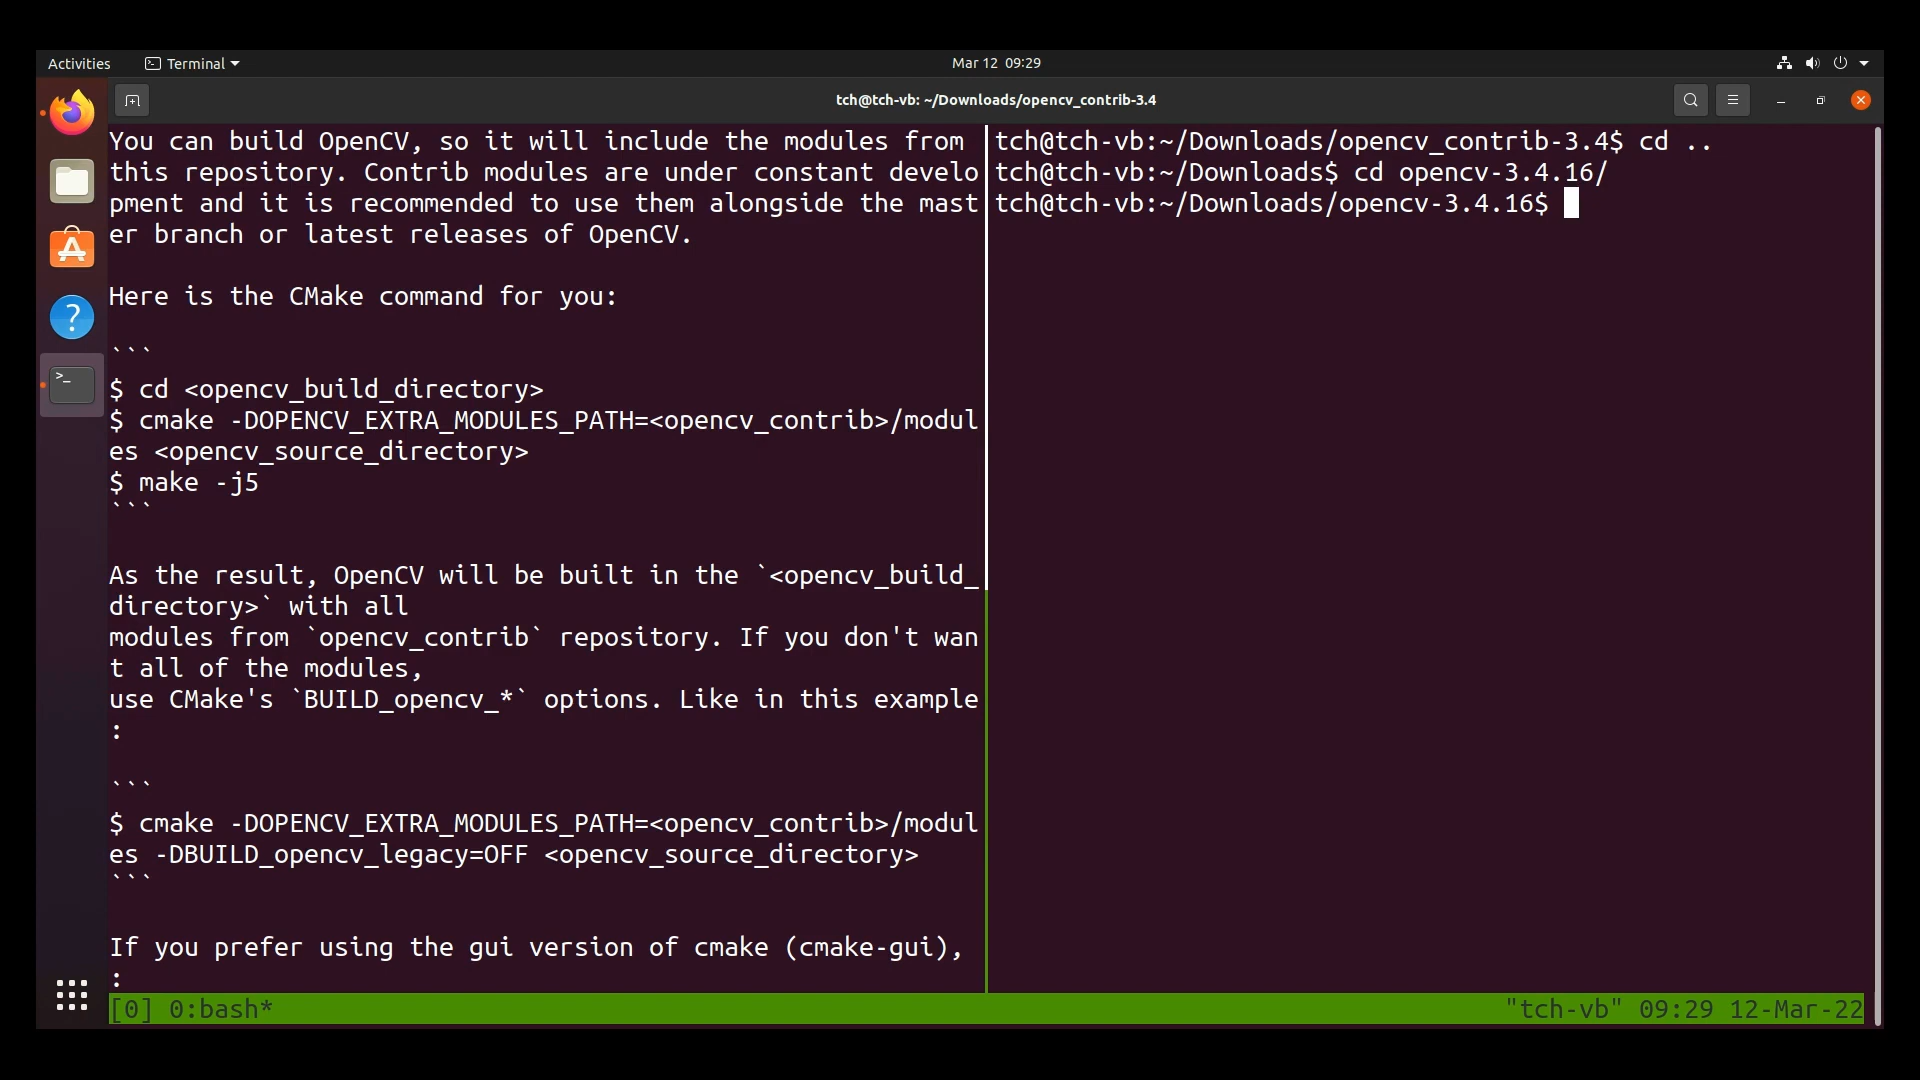 Activities
Terminal
Mar 12 09:29
tch@tch-vb: ~/Downloads/opencv_contrib-3.4
You can build OpenCV, so it will include the modules from
this repository. Contrib modules are under constant develo
pment and it is recommended to use them alongside the mast
er branch or latest releases of OpenCV.
Here is the CMake command for you:
```
$ cd <opencv_build_directory>
$ cmake -DOPENCV_EXTRA_MODULES_PATH=<opencv_contrib>/modul
es <opencv_source_directory>
$ make -j5
```
As the result, OpenCV will be built in the `<opencv_build_
directory>` with all
modules from `opencv_contrib` repository. If you don't wan
t all of the modules,
use CMake's `BUILD_opencv_*` options. Like in this example
:
```
$ cmake -DOPENCV_EXTRA_MODULES_PATH=<opencv_contrib>/modul
es -DBUILD_opencv_legacy=OFF <opencv_source_directory>
```
If you prefer using the gui version of cmake (cmake-gui),
:
tch@tch-vb:~/Downloads/opencv_contrib-3.4$ cd ..
tch@tch-vb:~/Downloads$ cd opencv-3.4.16/
tch@tch-vb:~/Downloads/opencv-3.4.16$
[0] 0:bash*
"tch-vb" 09:29 12-Mar-22